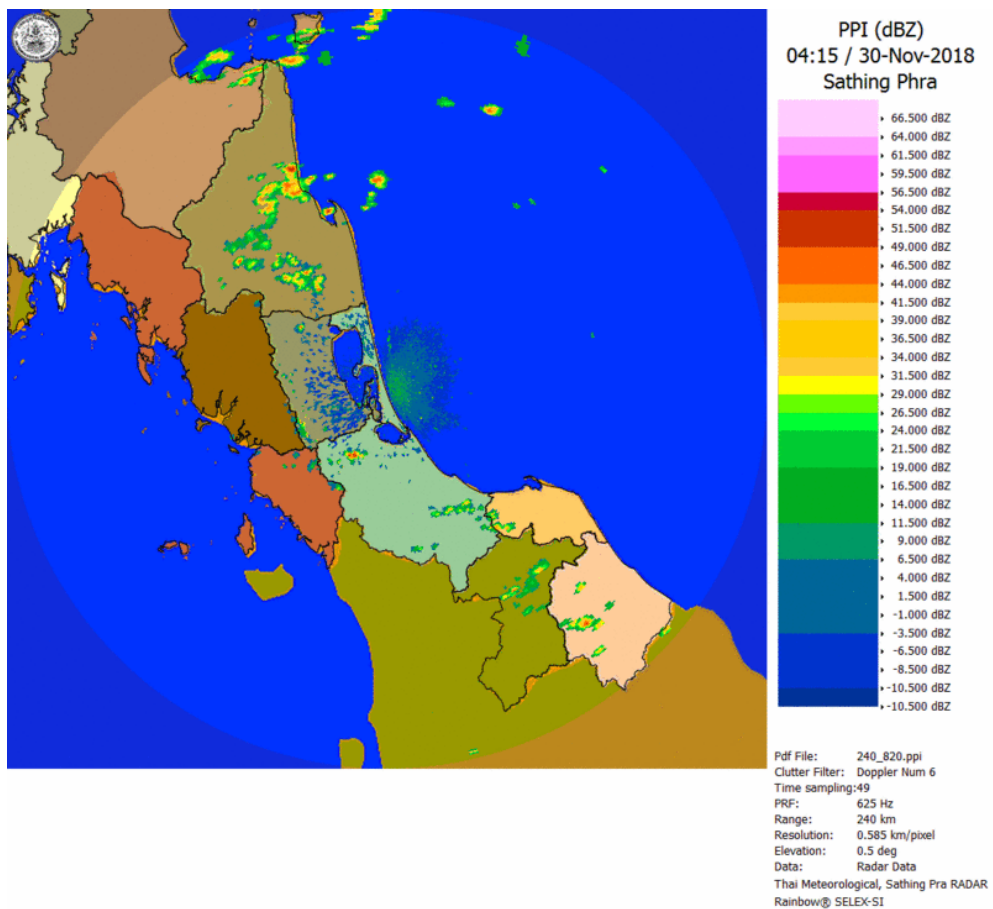 PPI (dBZ)
04:15 / 30-Nov-2018
Sathing Phra
66.500 dBZ
64.000 dBZ
61.500 dBZ
59.500 dBZ
56.500 dBZ
54.000 dBZ
51.500 dBZ
49.000 dBZ
46.500 dBZ
44.000 dBZ
41.500 dBZ
39.000 dBZ
36.500 dBZ
34.000 dBZ
31.500 dBZ
29.000 dBZ
26.500 dBZ
24.000 dBZ
21.500 dBZ
19.000 dBZ
16.500 dBZ
14.000 dBZ
11.500 dBZ
9.000 dBZ
6.500 dBZ
4.000 dBZ
1.500 dBZ
-1.000 dBZ
-3.500 dBZ
-6.500 dBZ
-8.500 dBZ
-10.500 dBZ
-10.500 dBZ
Pdf File: 240_820.ppi
Clutter Filter: Doppler Num 6
Time sampling:49
PRF: 625 Hz
Range: 240 km
Resolution: 0.585 km/pixel
Elevation: 0.5 deg
Data: Radar Data
Thai Meteorological, Sathing Pra RADAR
Rainbow® SELEX-SI